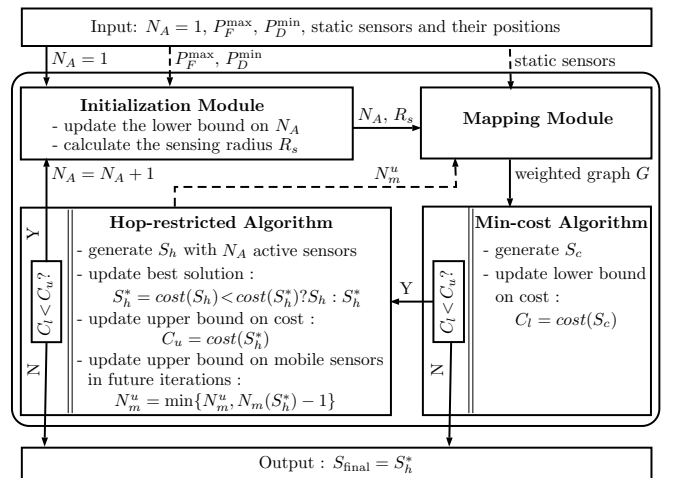 Input: N_A = 1, P_F^max, P_D^min, static sensors and their positions
N_A = 1
P_F^max, P_D^min
static sensors
Initialization Module
- update the lower bound on N_A
- calculate the sensing radius R_s
N_A, R_s
Mapping Module
N_A = N_A + 1
N_m^u
weighted graph G
Y
C_l < C_u?
N
Hop-restricted Algorithm
- generate S_h with N_A active sensors
- update best solution :
S_h^* = cost(S_h) < cost(S_h^*)? S_h : S_h^*
- update upper bound on cost :
C_u = cost(S_h^*)
- update upper bound on mobile sensors
in future iterations :
N_m^u = min{N_m^u, N_m(S_h^*) − 1}
Y
C_l < C_u?
N
Min-cost Algorithm
- generate S_c
- update lower bound
on cost :
C_l = cost(S_c)
Output : S_final = S_h^*